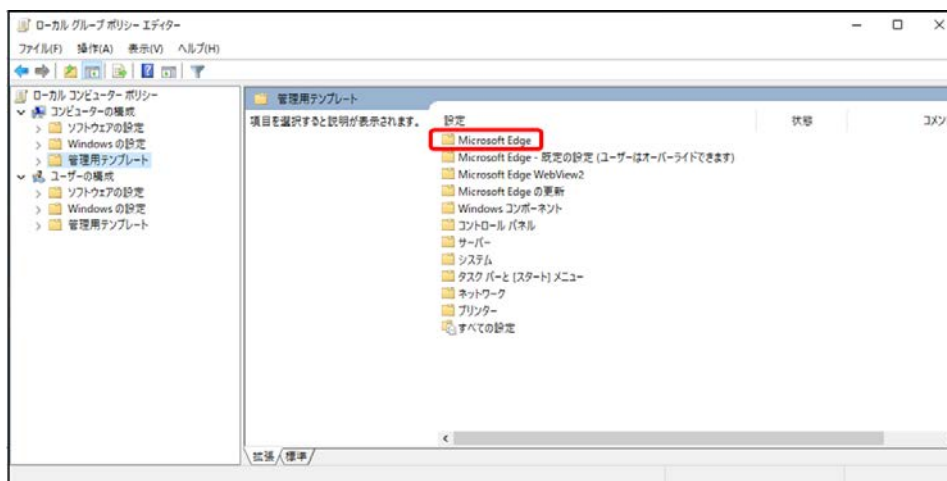 ローカル グループ ポリシー エディター
ファイル(F) 操作(A) 表示(V) ヘルプ(H)
ローカル コンピューター ポリシー
コンピューターの構成
ソフトウェアの設定
Windows の設定
管理用テンプレート
ユーザーの構成
ソフトウェアの設定
Windows の設定
管理用テンプレート
管理用テンプレート
項目を選択すると説明が表示されます。
設定 状態 コメン
Microsoft Edge
Microsoft Edge - 既定の設定 (ユーザーはオーバーライドできます)
Microsoft Edge WebView2
Microsoft Edge の更新
Windows コンポーネント
コントロール パネル
サーバー
システム
タスク バーと [スタート] メニュー
ネットワーク
プリンター
すべての設定
拡張 標準